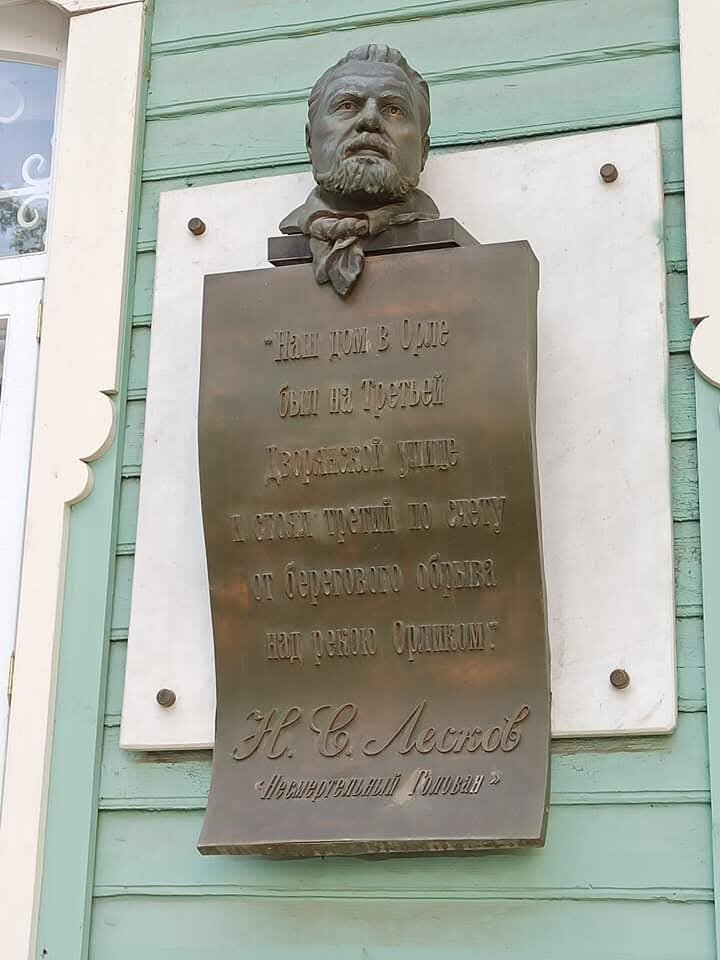 "Наш дом в Орле
был на Третьей
Дворянской улице
и стоял третий по счету
от берегового обрыва
над рекою Орликом".
Н. С. Лесков
"Несмертельный Голован"